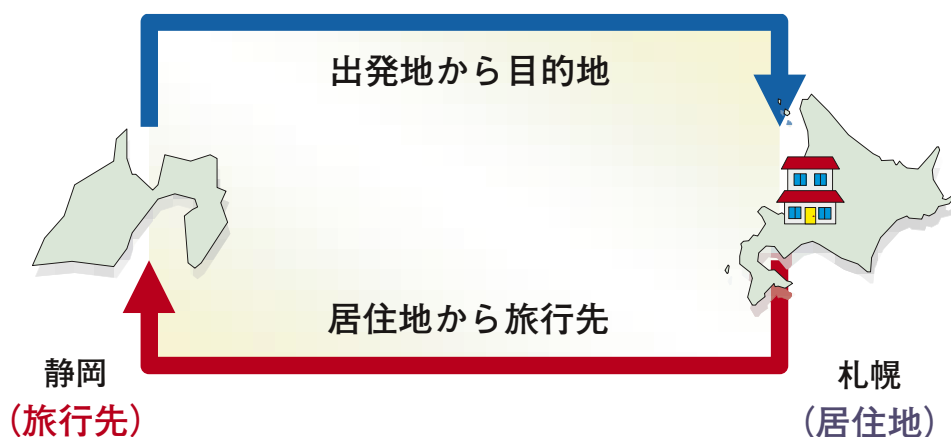 出発地から目的地
居住地から旅行先
静岡
(旅行先)
札幌
(居住地)